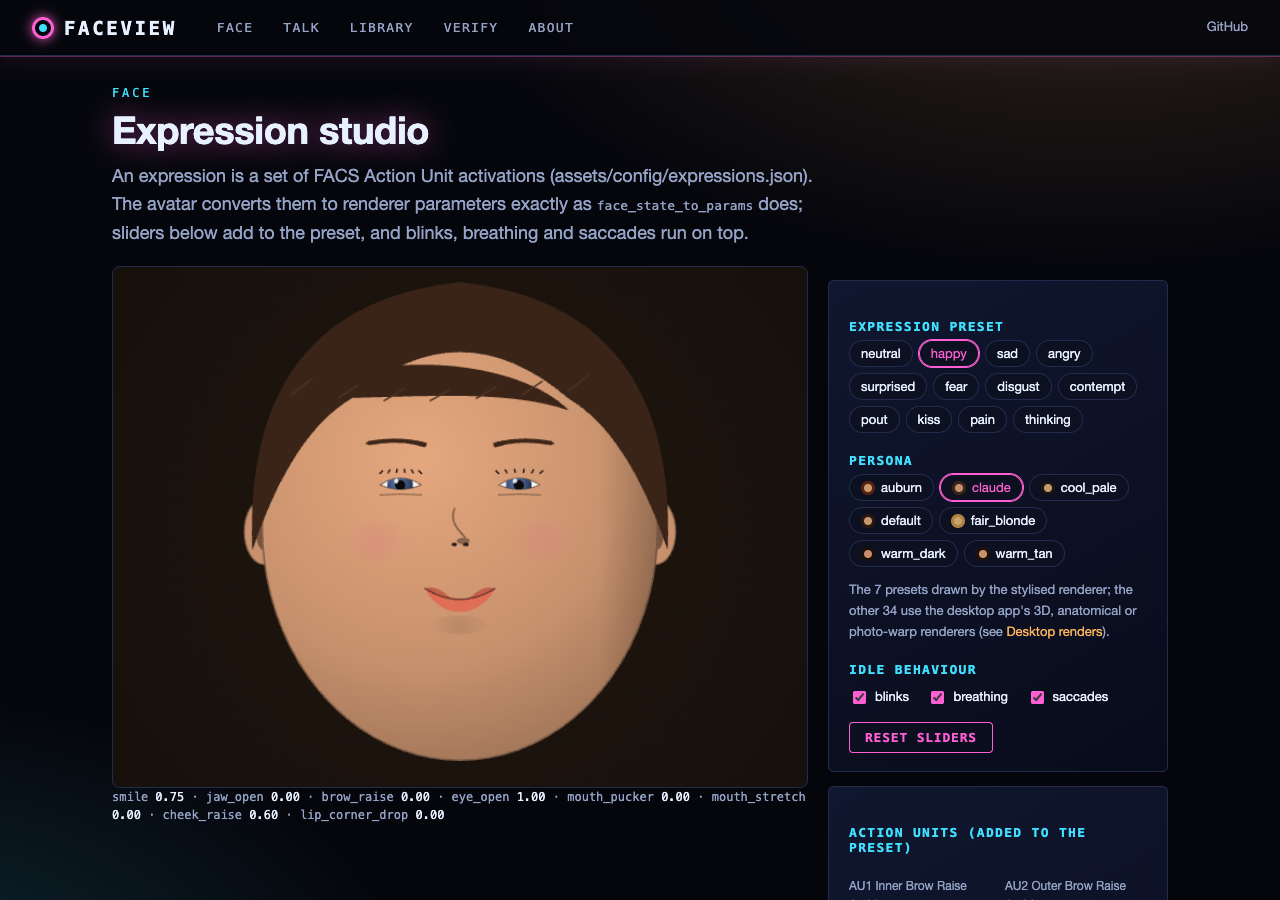 FACEVIEW FACE TALK LIBRARY VERIFY ABOUT GitHub
FACE
Expression studio
An expression is a set of FACS Action Unit activations (assets/config/expressions.json).
The avatar converts them to renderer parameters exactly as face_state_to_params does;
sliders below add to the preset, and blinks, breathing and saccades run on top.
smile 0.75 · jaw_open 0.00 · brow_raise 0.00 · eye_open 1.00 · mouth_pucker 0.00 · mouth_stretch
0.00 · cheek_raise 0.60 · lip_corner_drop 0.00
EXPRESSION PRESET
neutral happy sad angry
surprised fear disgust contempt
pout kiss pain thinking
PERSONA
auburn claude cool_pale
default fair_blonde
warm_dark warm_tan
The 7 presets drawn by the stylised renderer; the
other 34 use the desktop app's 3D, anatomical or
photo-warp renderers (see Desktop renders).
IDLE BEHAVIOUR
blinks breathing saccades
RESET SLIDERS
ACTION UNITS (ADDED TO THE
PRESET)
AU1 Inner Brow Raise AU2 Outer Brow Raise